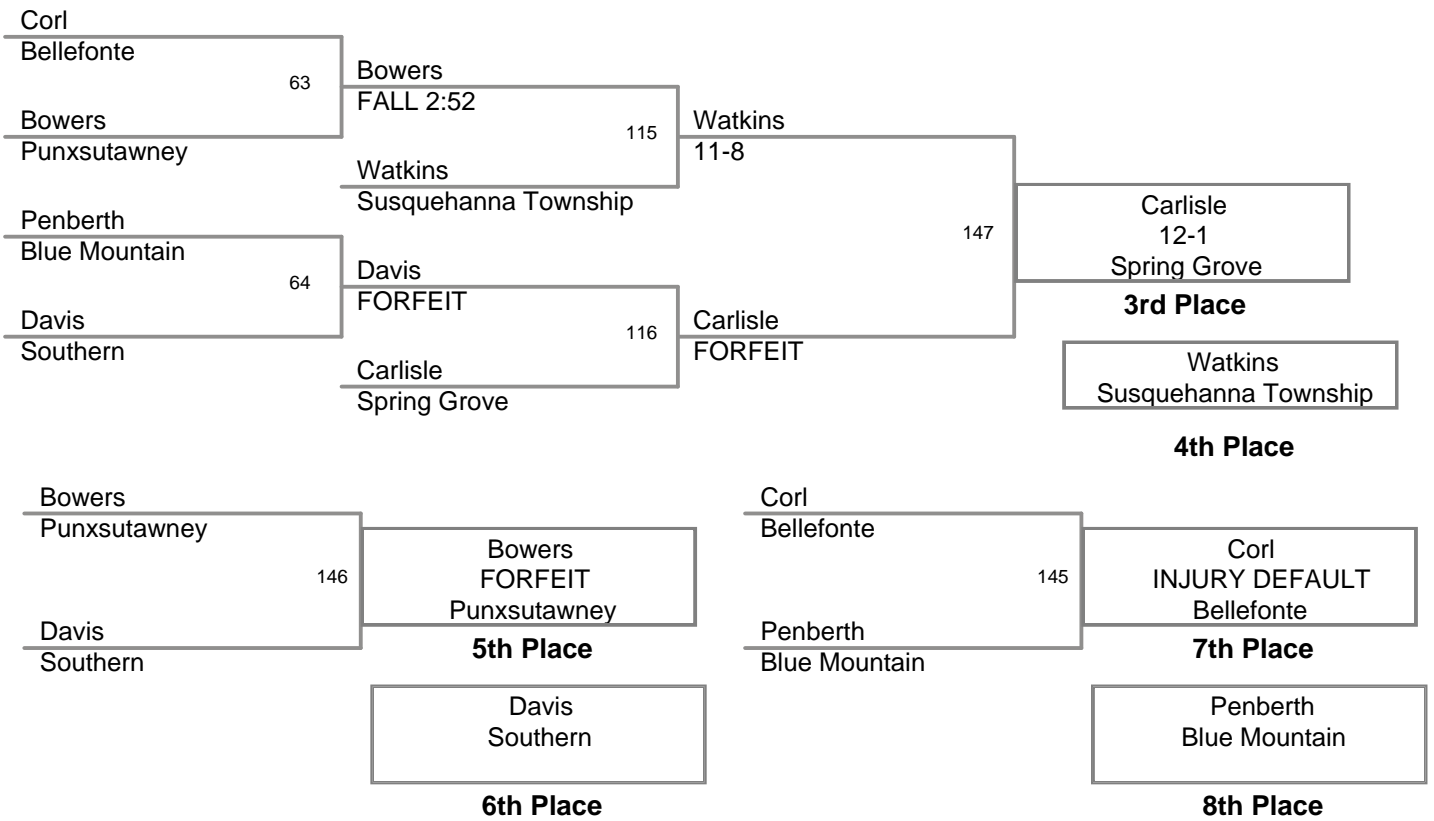 Corl
Bellefonte
63
Bowers
Punxsutawney
Bowers
FALL 2:52
115
Watkins
Susquehanna Township
Watkins
11-8
Penberth
Blue Mountain
64
Davis
Southern
Davis
FORFEIT
116
Carlisle
Spring Grove
Carlisle
FORFEIT
147
Carlisle
12-1
Spring Grove
3rd Place
Watkins
Susquehanna Township
4th Place
Bowers
Punxsutawney
146
Davis
Southern
Bowers
FORFEIT
Punxsutawney
5th Place
Davis
Southern
6th Place
Corl
Bellefonte
145
Penberth
Blue Mountain
Corl
INJURY DEFAULT
Bellefonte
7th Place
Penberth
Blue Mountain
8th Place